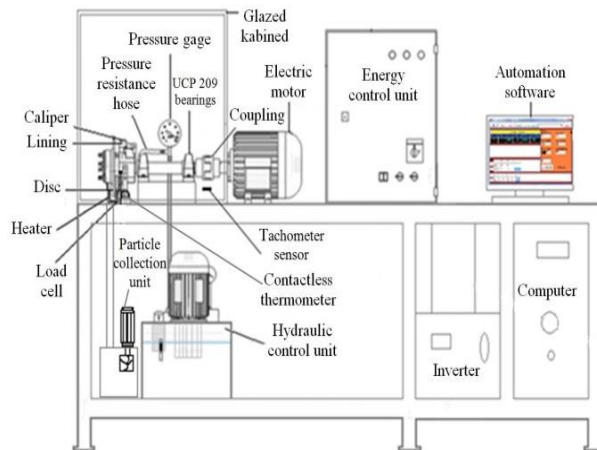 Glazed
kabined
Pressure gage
Pressure
resistance
hose
UCP 209
bearings
Electric
motor
Coupling
Energy
control unit
Automation
software
Caliper
Lining
Disc
Heater
Load
cell
Particle
collection
unit
Tachometer
sensor
Contactless
thermometer
Hydraulic
control unit
Inverter
Computer